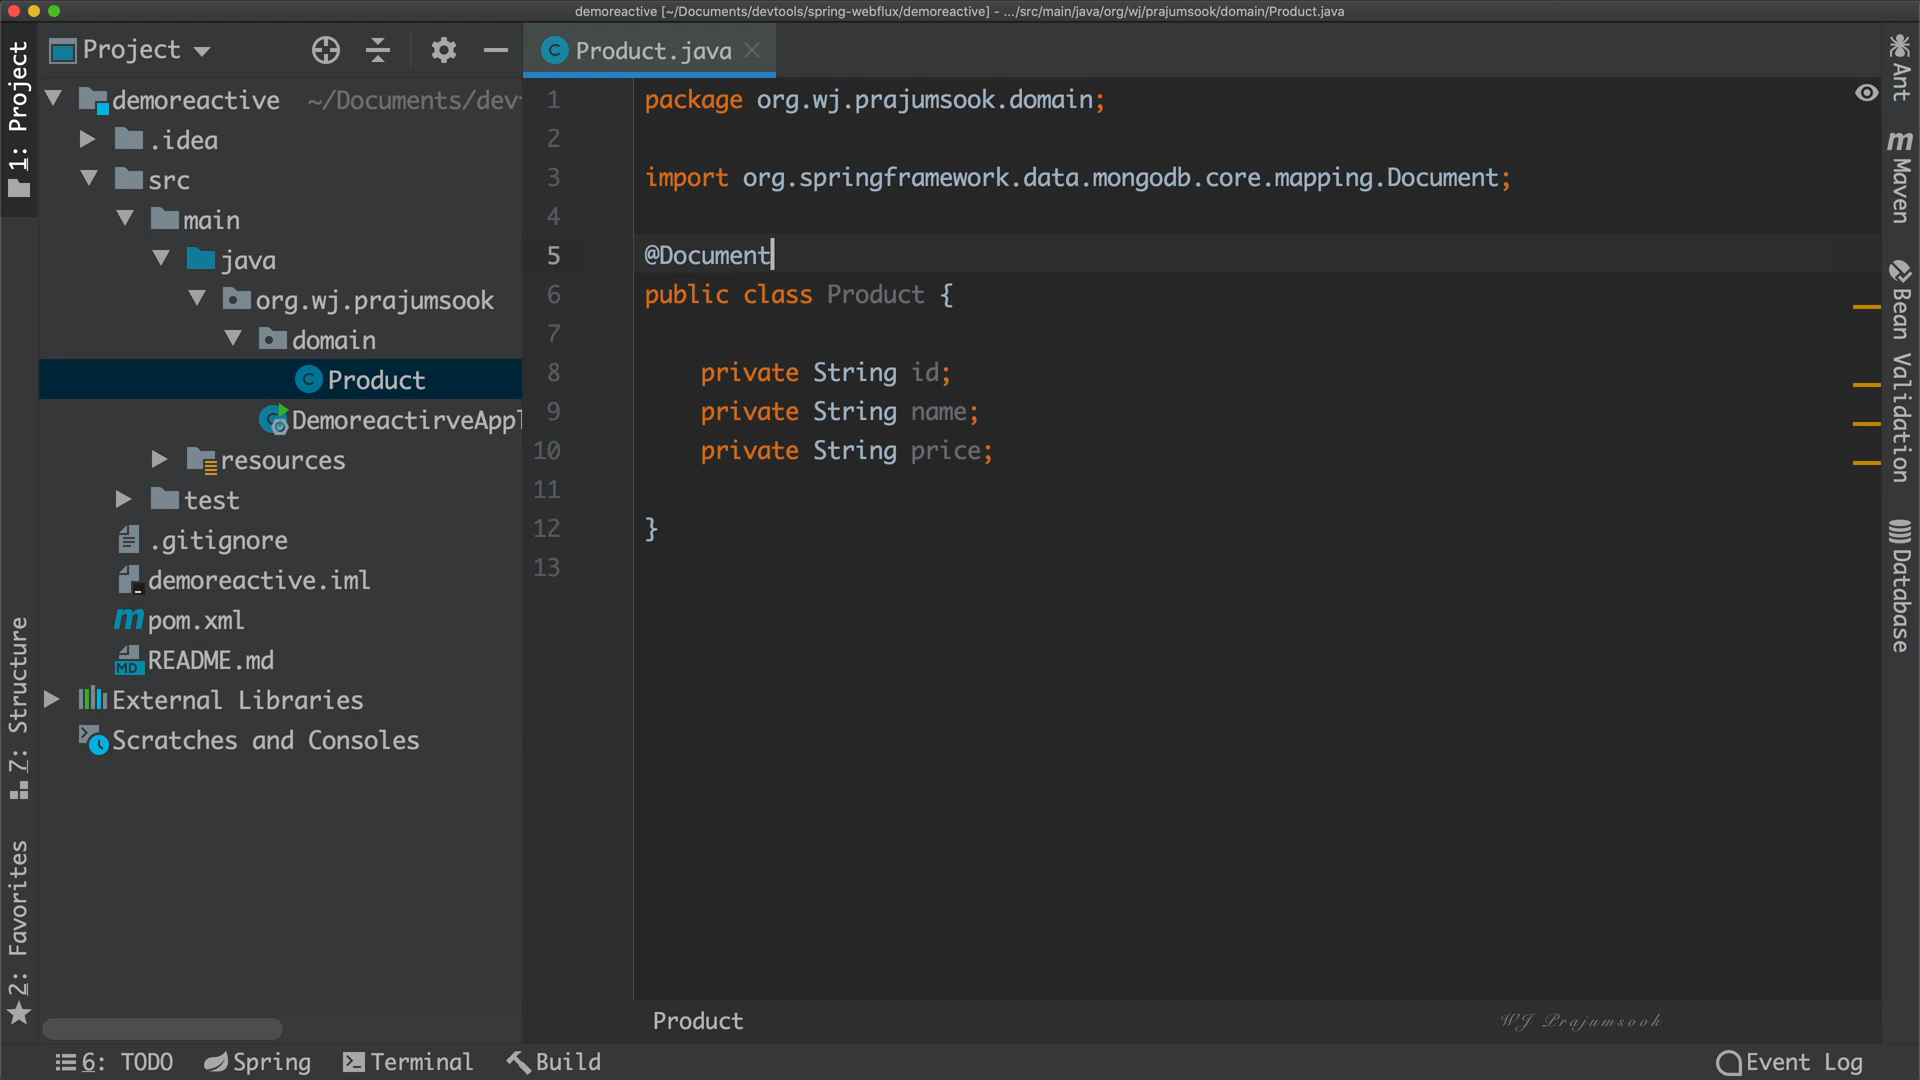 demoreactive [~/Documents/devtools/spring-webflux/demoreactive] - .../src/main/java/org/wj/prajumsook/domain/Product.java
1: Project
7: Structure
2: Favorites
Project
demoreactive ~/Documents/dev
.idea
src
main
java
org.wj.prajumsook
domain
C Product
DemoreactirveAppl
resources
test
.gitignore
demoreactive.iml
m pom.xml
MD README.md
External Libraries
Scratches and Consoles
C Product.java
1 package org.wj.prajumsook.domain;
2
3 import org.springframework.data.mongodb.core.mapping.Document;
4
5 @Document
6 public class Product {
7
8 private String id;
9 private String name;
10 private String price;
11
12 }
13
Product
WJ Prajumsook
Ant
m Maven
Bean Validation
Database
6: TODO
Spring
Terminal
Build
Event Log